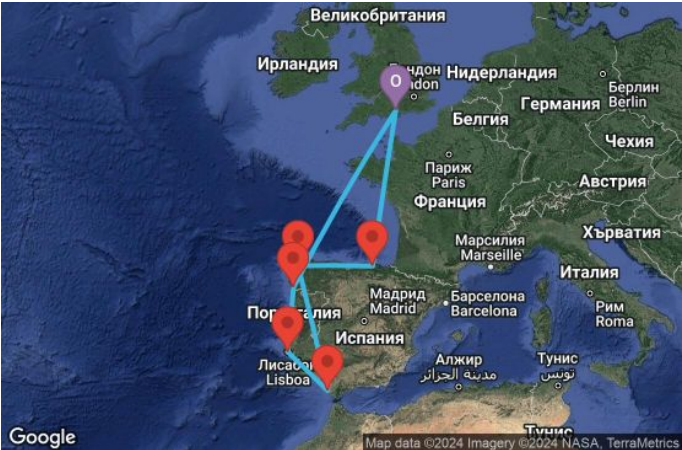 Великобритания
Ирландия
Нидерландия
London
Берлин
Berlin
Германия
Белгия
Чехия
Париж
Paris
Австрия
Франция
Хърватия
Марсилия
Marseille
Италия
Мадрид
Madrid
Барселона
Barcelona
Рим
Roma
Испания
Lisboa
Алжир
مدينة الجزائر
Тунис
تونس
Тунис
Google
Map data ©2024 Imagery ©2024 NASA, TerraMetrics